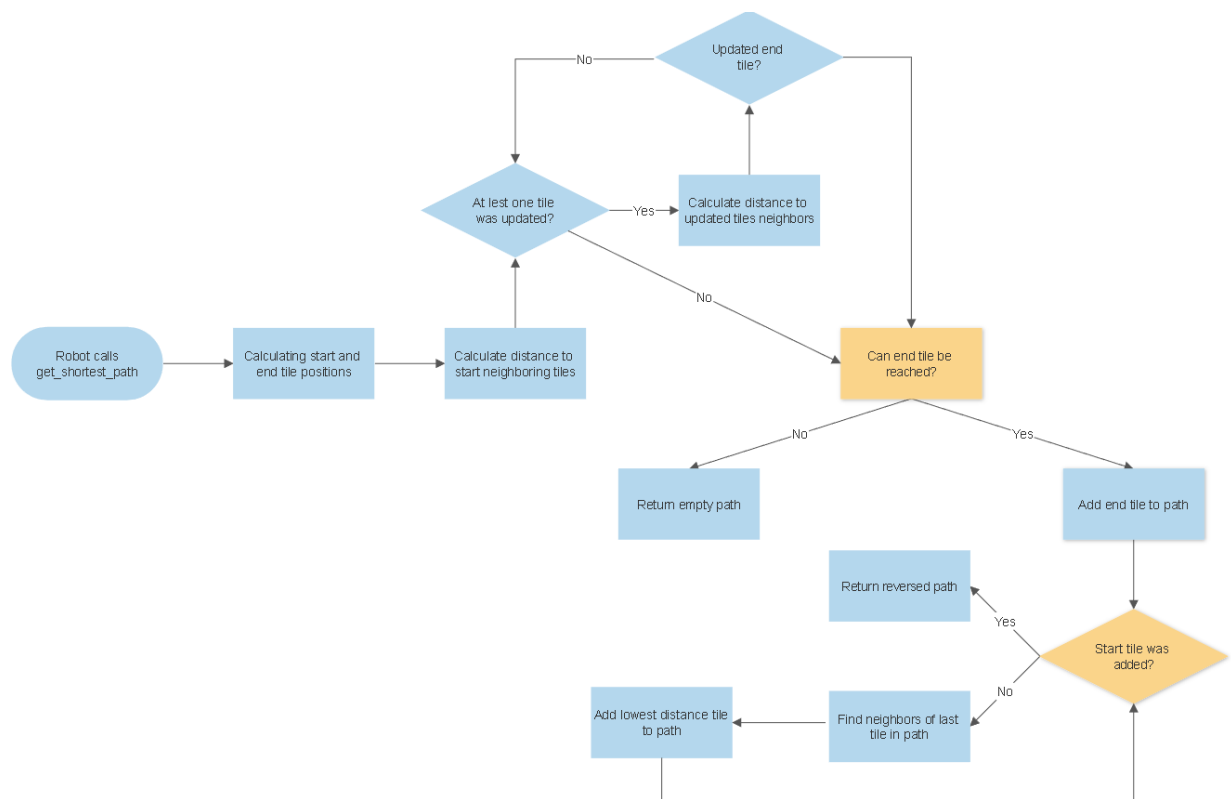 Updated end
tile?
No
At lest one tile
was updated?
Yes
Calculate distance to
updated tiles neighbors
No
Robot calls
get_shortest_path
Calculating start and
end tile positions
Calculate distance to
start neighboring tiles
Can end tile be
reached?
No
Yes
Return empty path
Add end tile to path
Return reversed path
Yes
Start tile was
added?
No
Add lowest distance tile
to path
Find neighbors of last
tile in path